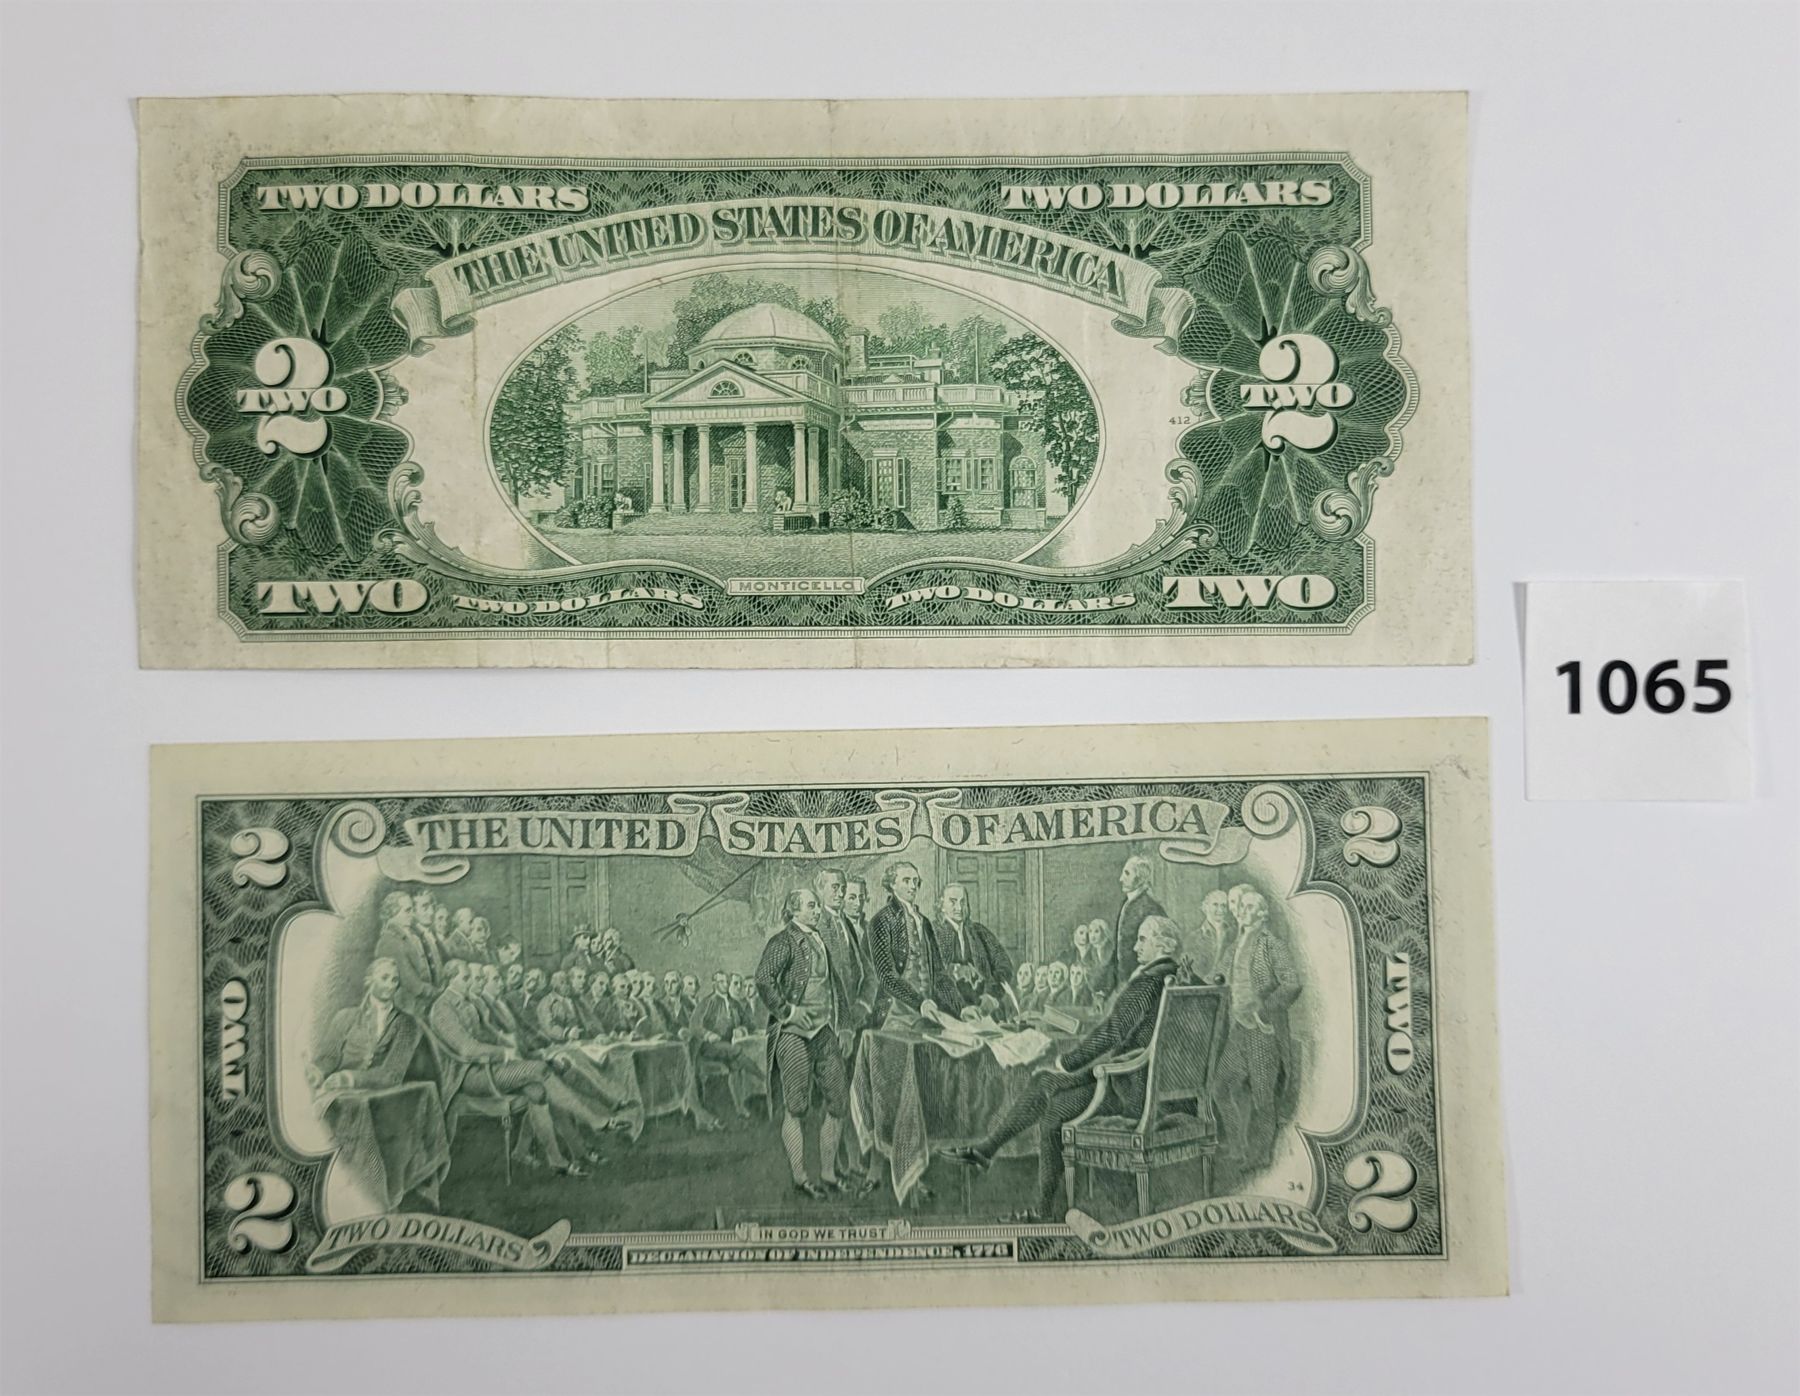 TWO DOLLARS TWO DOLLARS
THE UNITED STATES OF AMERICA
2 TWO 2 2 TWO 2
412
MONTICELLO
TWO TWO DOLLARS TWO DOLLARS TWO
1065
2 THE UNITED STATES OF AMERICA 2
TWO TWO
34
2 TWO DOLLARS IN GOD WE TRUST TWO DOLLARS 2
DECLARATION OF INDEPENDENCE, 1776